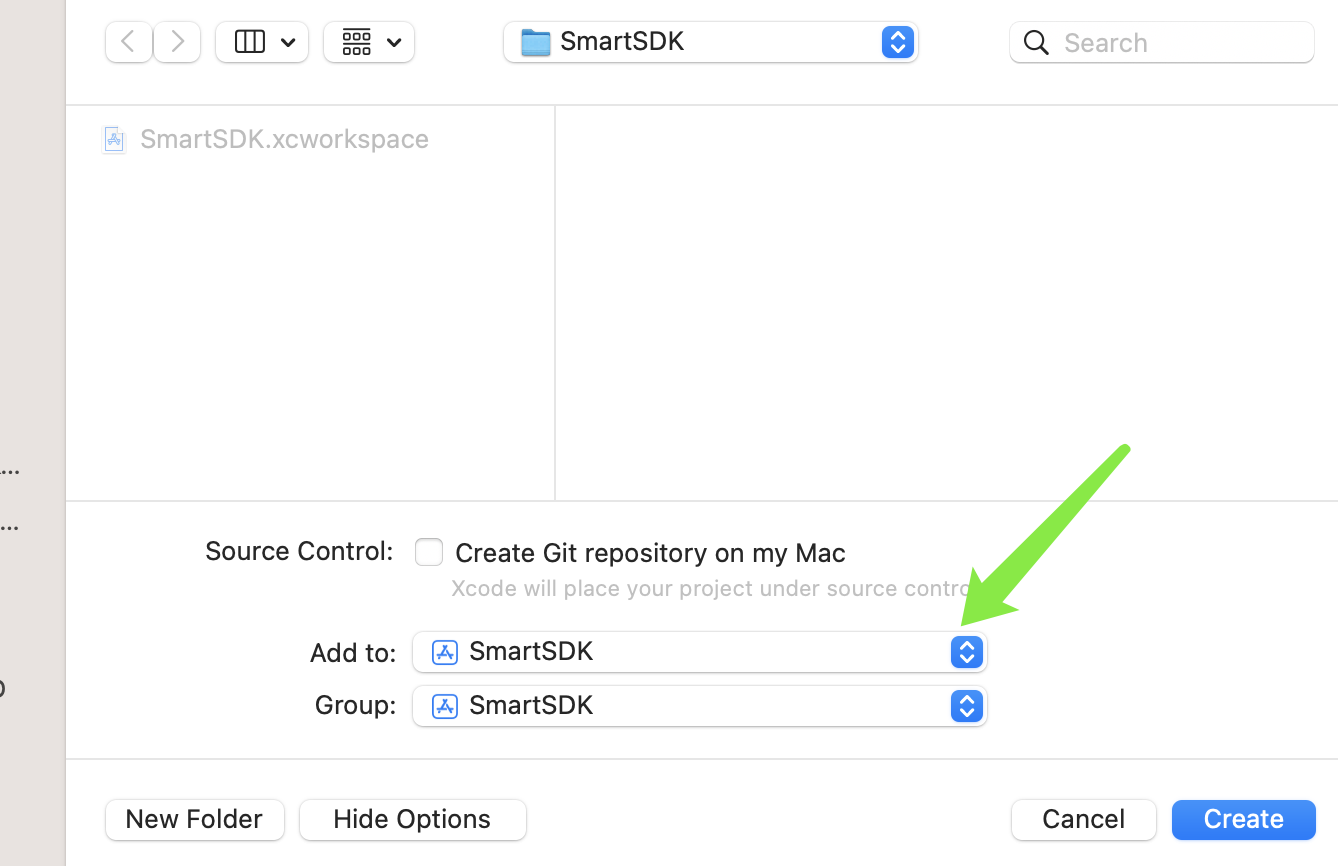 SmartSDK
Search
SmartSDK.xcworkspace
...
...
Source Control:
Create Git repository on my Mac
Xcode will place your project under source contro
Add to:
SmartSDK
Group:
SmartSDK
New Folder
Hide Options
Cancel
Create